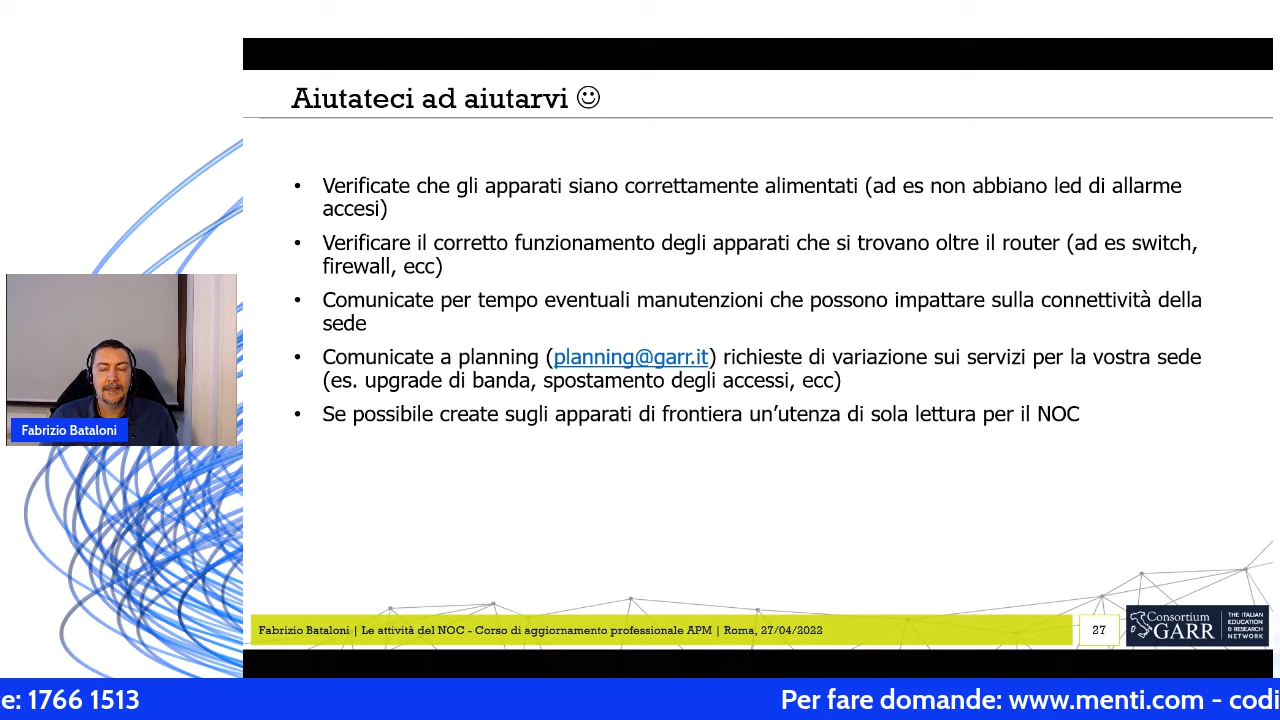 Aiutateci ad aiutarvi ☺
• Verificate che gli apparati siano correttamente alimentati (ad es non abbiano led di allarme
accesi)
• Verificare il corretto funzionamento degli apparati che si trovano oltre il router (ad es switch,
firewall, ecc)
• Comunicate per tempo eventuali manutenzioni che possono impattare sulla connettività della
sede
• Comunicate a planning (planning@garr.it) richieste di variazione sui servizi per la vostra sede
(es. upgrade di banda, spostamento degli accessi, ecc)
• Se possibile create sugli apparati di frontiera un’utenza di sola lettura per il NOC
Fabrizio Bataloni
Fabrizio Bataloni | Le attività del NOC - Corso di aggiornamento professionale APM | Roma, 27/04/2022
27
Consortium
GARR
THE ITALIAN
EDUCATION
& RESEARCH
NETWORK
e: 1766 1513
Per fare domande: www.menti.com - codi